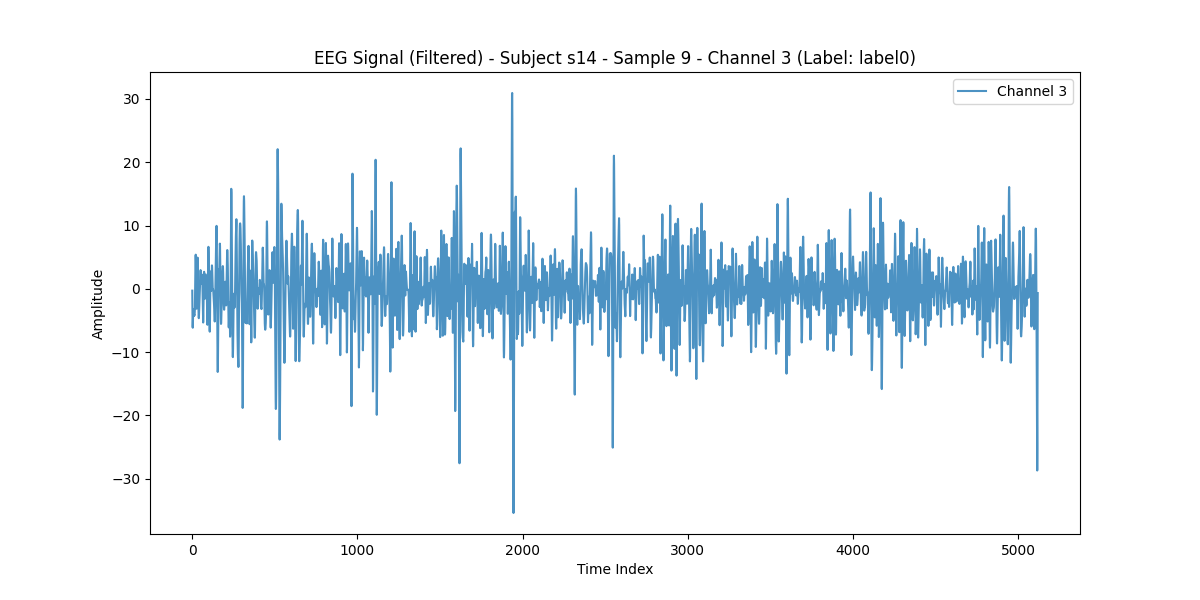 EEG Signal (Filtered) - Subject s14 - Sample 9 - Channel 3 (Label: label0)
Channel 3
30
20
10
0
−10
−20
−30
Amplitude
0 1000 2000 3000 4000 5000
Time Index